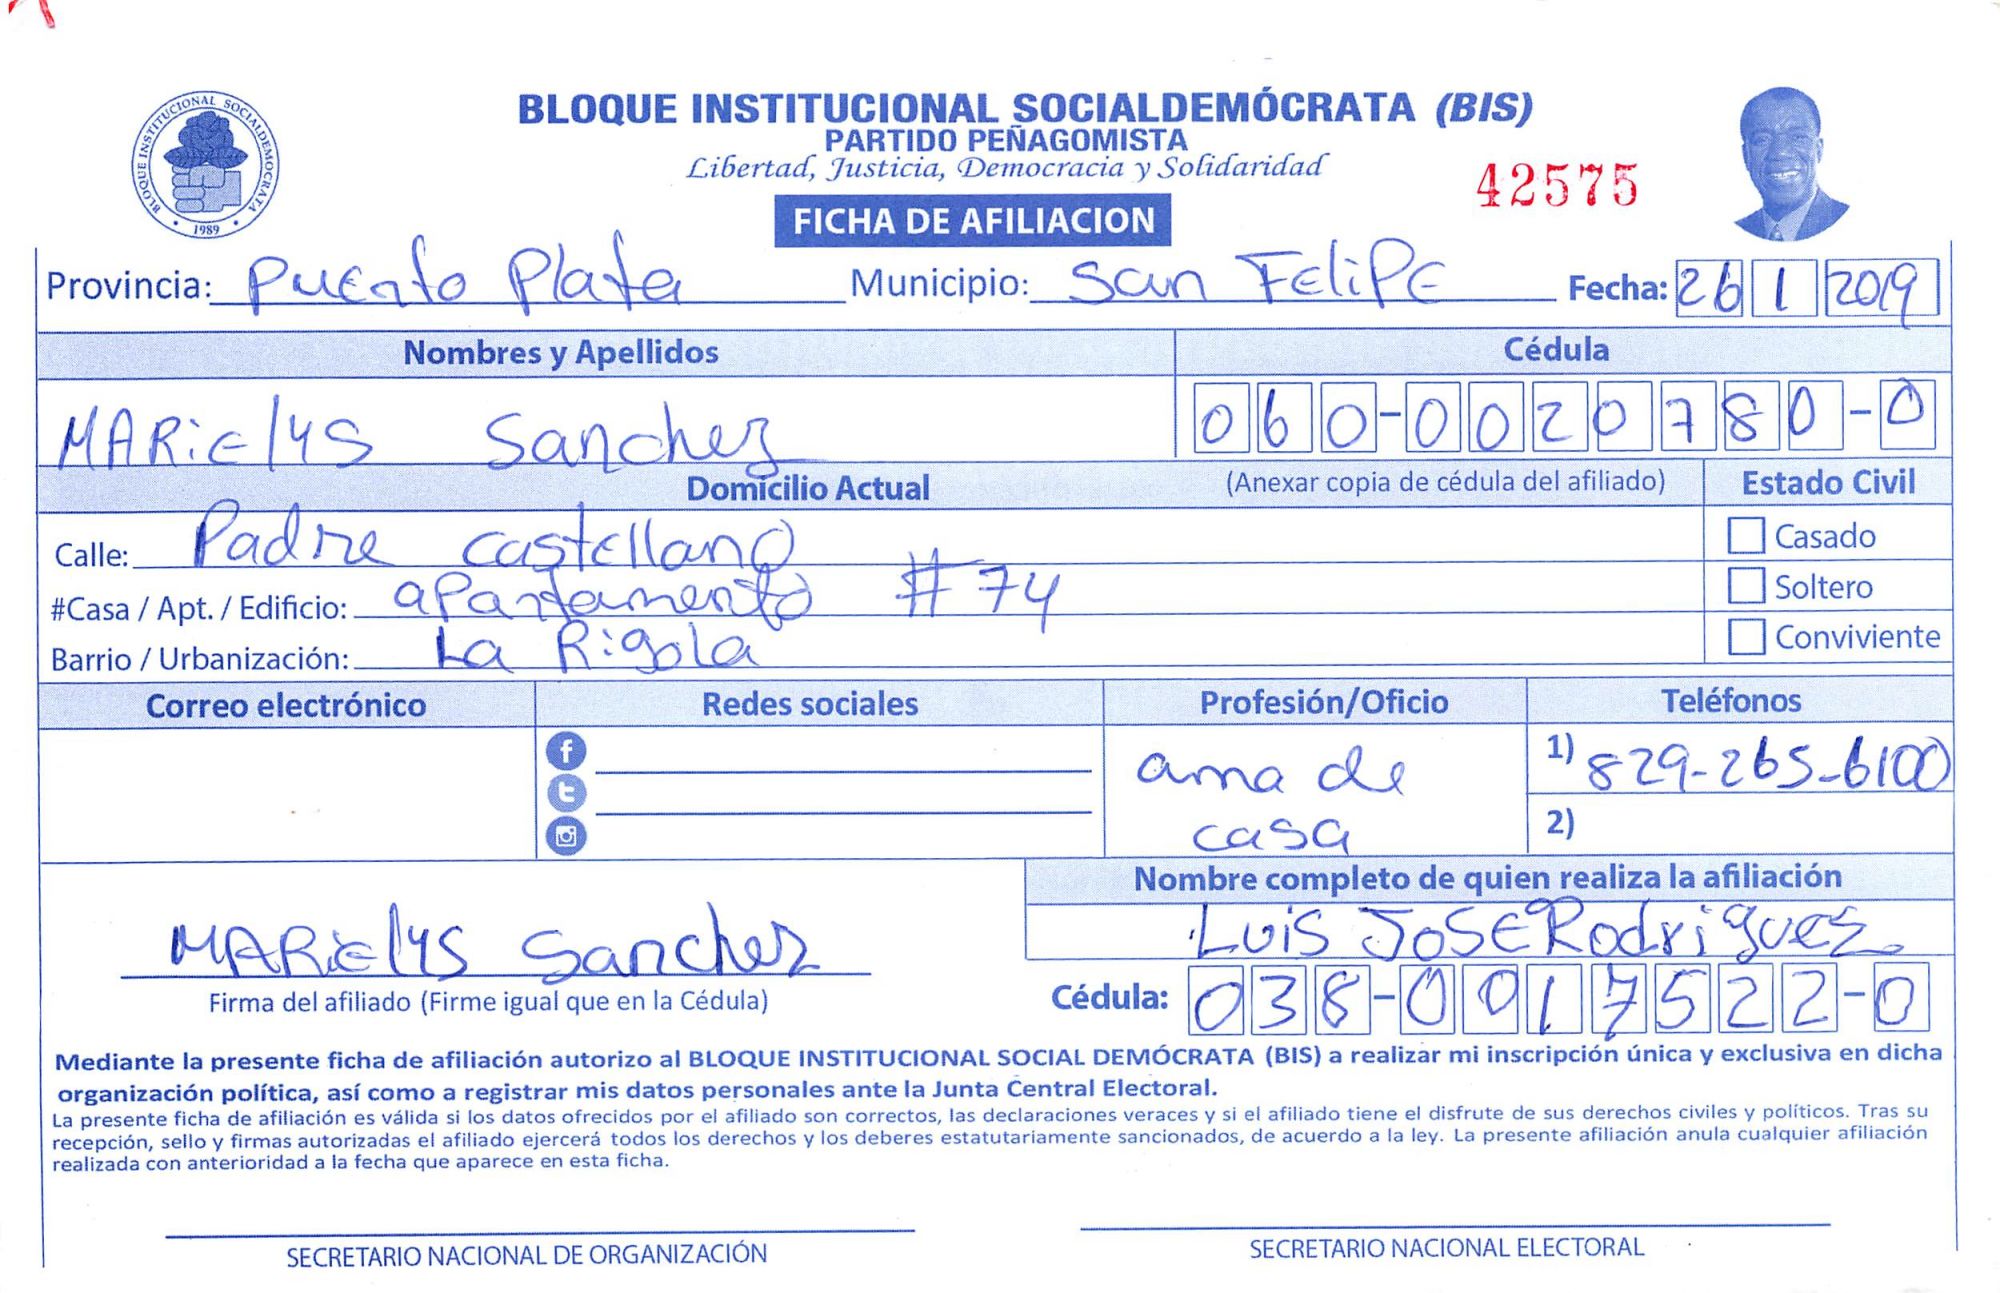 BLOQUE INSTITUCIONAL SOCIALDEMOCRATA
1989
BLOQUE INSTITUCIONAL SOCIALDEMÓCRATA (BIS)
PARTIDO PEÑAGOMISTA
Libertad, Justicia, Democracia y Solidaridad
42575
FICHA DE AFILIACION
Provincia: Puerto Plata Municipio: San Felipe Fecha: 26 1 2019
Nombres y Apellidos Cédula
MARiElys Sanchez 060-0020780-0
Domicilio Actual (Anexar copia de cédula del afiliado) Estado Civil
Calle: Padre castellano Casado
#Casa / Apt. / Edificio: apartamento #74 Soltero
Barrio / Urbanización: La Rigola Conviviente
Correo electrónico Redes sociales Profesión/Oficio Teléfonos
ama de casa 1) 829-265-6100
2)
Nombre completo de quien realiza la afiliación
Luis JoSE Rodriguez
MARiElys Sanchez
Firma del afiliado (Firme igual que en la Cédula) Cédula: 038-0017522-0
Mediante la presente ficha de afiliación autorizo al BLOQUE INSTITUCIONAL SOCIAL DEMÓCRATA (BIS) a realizar mi inscripción única y exclusiva en dicha
organización política, así como a registrar mis datos personales ante la Junta Central Electoral.
La presente ficha de afiliación es válida si los datos ofrecidos por el afiliado son correctos, las declaraciones veraces y si el afiliado tiene el disfrute de sus derechos civiles y políticos. Tras su
recepción, sello y firmas autorizadas el afiliado ejercerá todos los derechos y los deberes estatutariamente sancionados, de acuerdo a la ley. La presente afiliación anula cualquier afiliación
realizada con anterioridad a la fecha que aparece en esta ficha.
SECRETARIO NACIONAL DE ORGANIZACIÓN SECRETARIO NACIONAL ELECTORAL